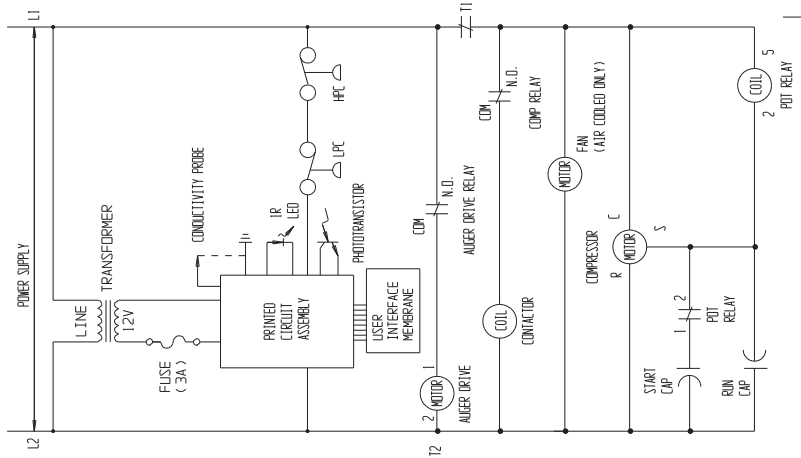 L1
L2
POWER SUPPLY
TRANSFORMER
LINE
12V
FUSE
(3A)
CONDUCTIVITY PROBE
IR
LED
PHOTOTRANSISTOR
PRINTED
CIRCUIT
ASSEMBLY
USER
INTERFACE
MEMBRANE
LPC
HPC
T1
T2
COM
N.O.
AUGER DRIVE RELAY
2
MOTOR
1
AUGER DRIVE
COM
N.O.
COMP RELAY
COIL
CONTACTOR
MOTOR
FAN
(AIR COOLED ONLY)
COMPRESSOR
R
MOTOR
C
S
1
2
POT
RELAY
START
CAP
RUN
CAP
2
COIL
5
POT RELAY